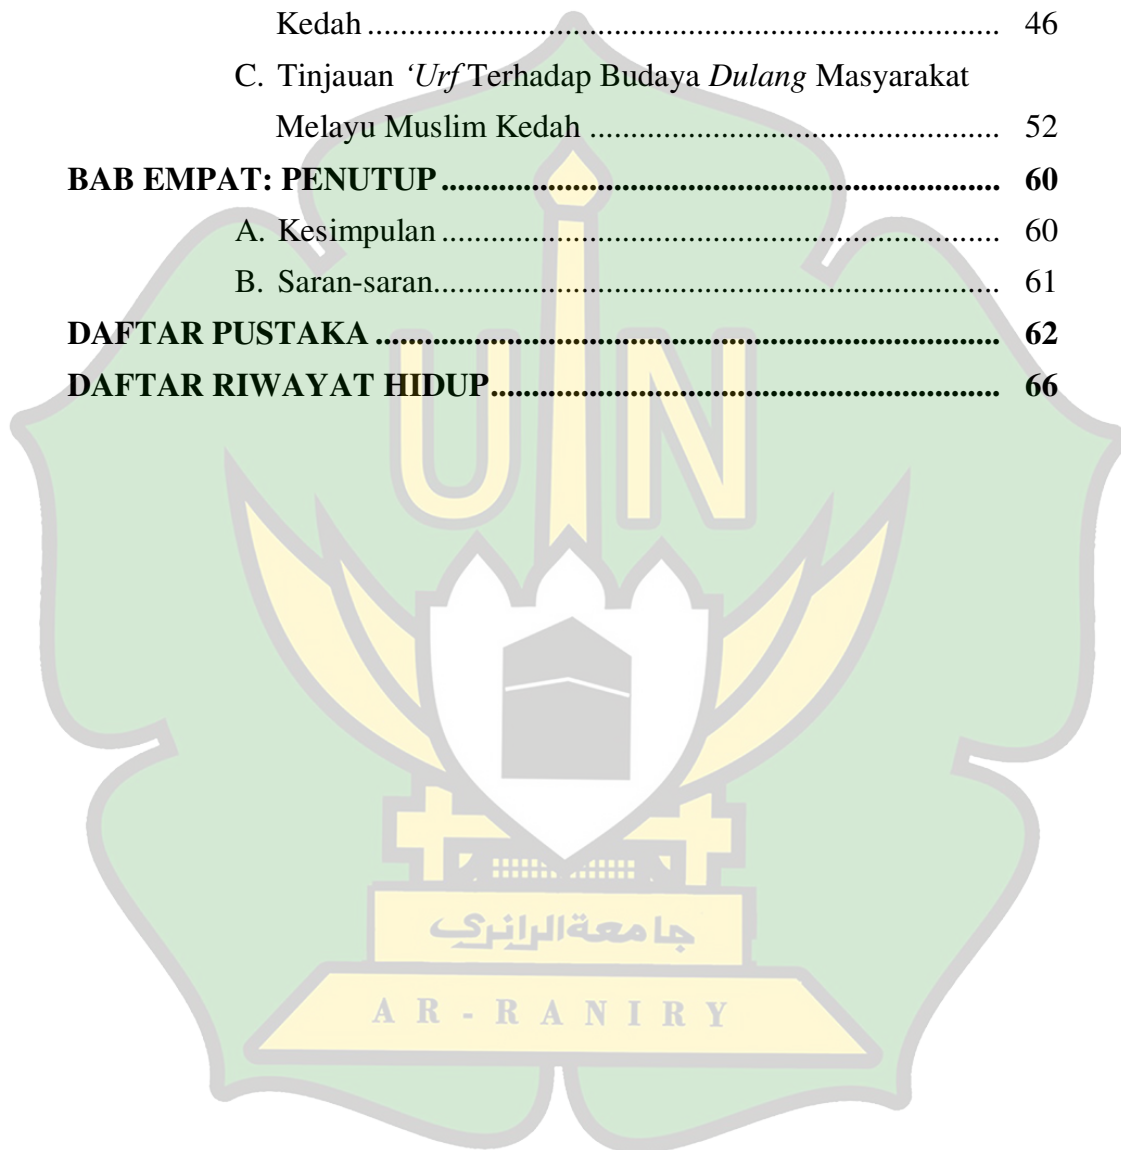 Kedah ............................................................................. 46
C. Tinjauan ‘Urf Terhadap Budaya Dulang Masyarakat
Melayu Muslim Kedah .................................................. 52
BAB EMPAT: PENUTUP .................................................................... 60
A. Kesimpulan .................................................................... 60
B. Saran-saran..................................................................... 61
DAFTAR PUSTAKA ............................................................................ 62
DAFTAR RIWAYAT HIDUP.............................................................. 66
UIN
جامعة الرانري
AR-RANIRY